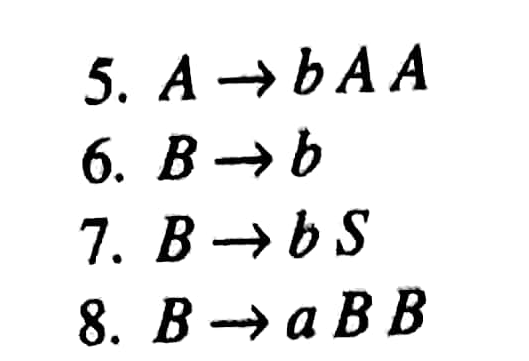 5. A → b A A
6. B → b
7. B → b S
8. B → a B B